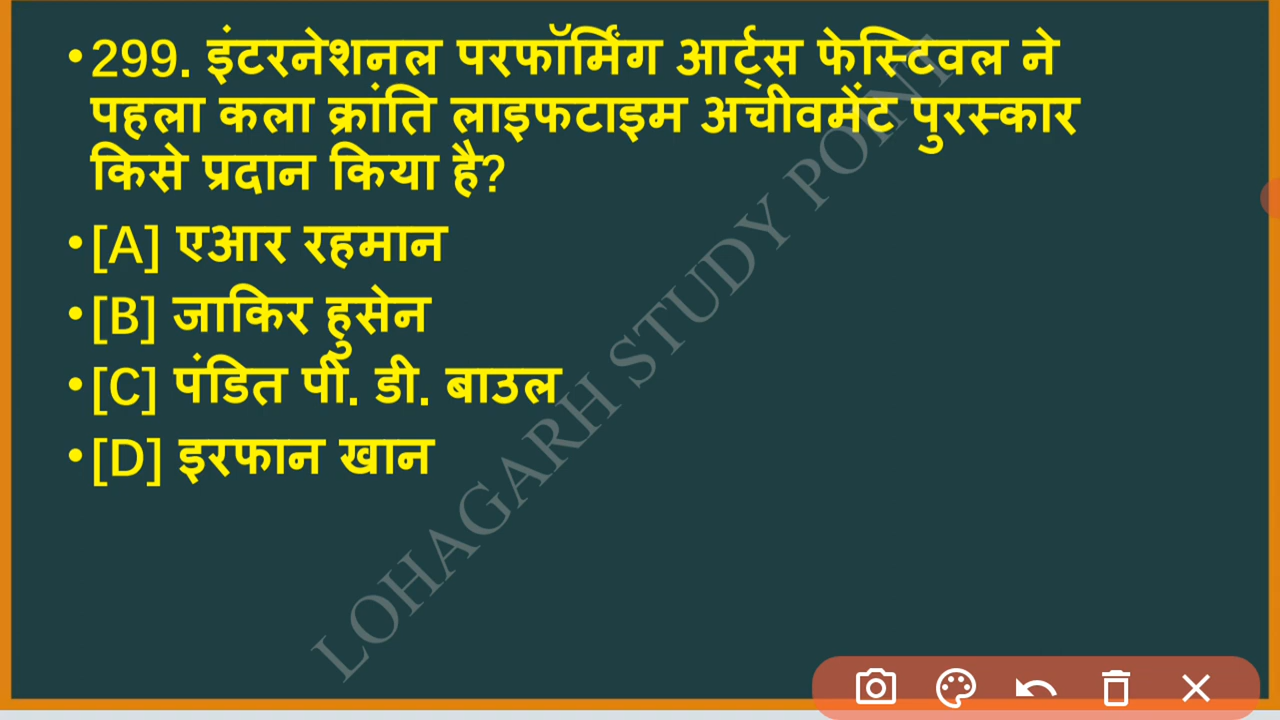 •299. इंटरनेशनल परफॉर्मिंग आर्ट्स फेस्टिवल ने
पहला कला क्रांति लाइफटाइम अचीवमेंट पुरस्कार
किसे प्रदान किया है?
•[A] एआर रहमान
•[B] जाकिर हुसेन
•[C] पंडित पी. डी. बाउल
•[D] इरफान खान
LOHAGARH STUDY POINT